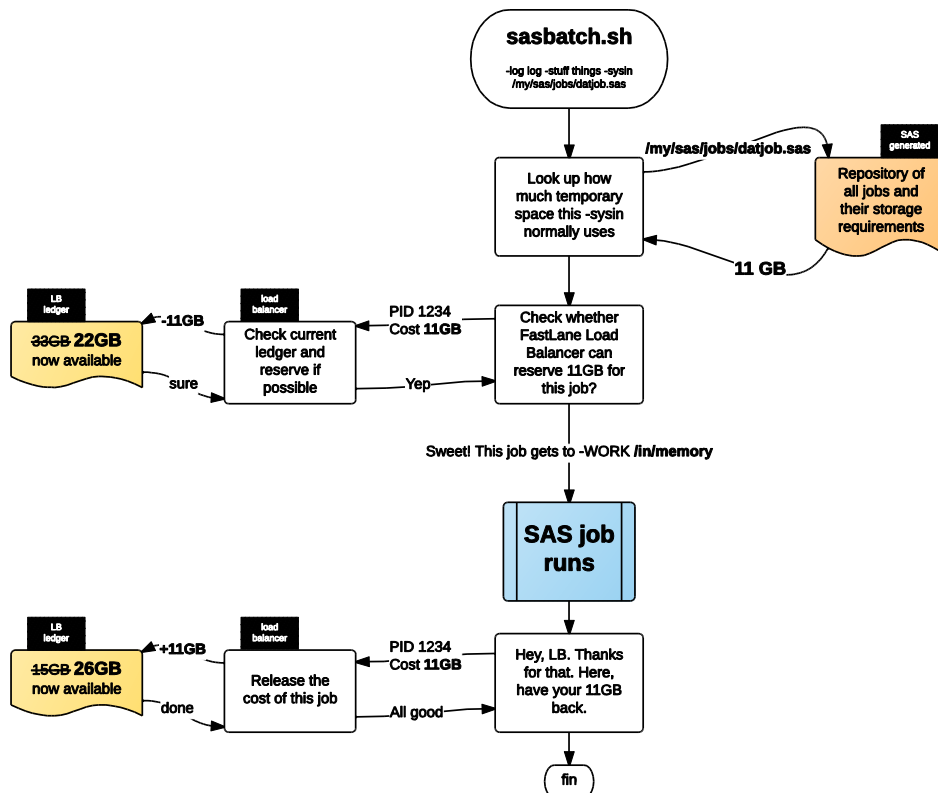 sasbatch.sh
-log log -stuff things -sysin
/my/sas/jobs/datjob.sas
/my/sas/jobs/datjob.sas
SAS
generated
Look up how
much temporary
space this -sysin
normally uses
Repository of
all jobs and
their storage
requirements
11 GB
LB
ledger
load
balancer
PID 1234
Cost 11GB
-11GB
33GB 22GB
now available
Check current
ledger and
reserve if
possible
Check whether
FastLane Load
Balancer can
reserve 11GB for
this job?
sure
Yep
Sweet! This job gets to -WORK /in/memory
SAS job
runs
LB
ledger
load
balancer
PID 1234
Cost 11GB
+11GB
15GB 26GB
now available
Release the
cost of this job
Hey, LB. Thanks
for that. Here,
have your 11GB
back.
done
All good
fin